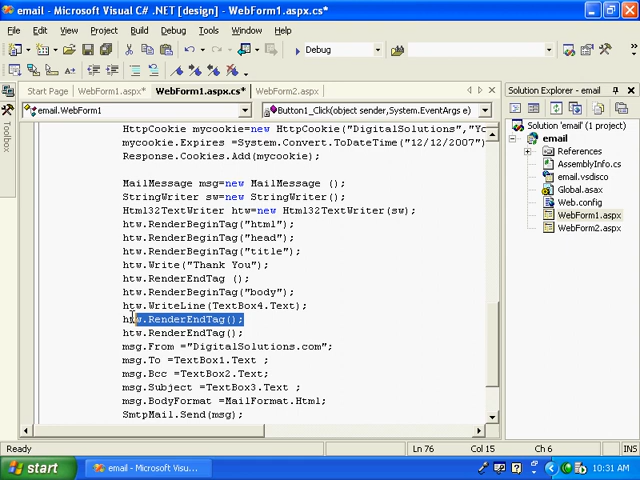 email - Microsoft Visual C# .NET [design] - WebForm1.aspx.cs*
File Edit View Project Build Debug Tools Window Help
Debug
Start Page WebForm1.aspx* WebForm1.aspx.cs* WebForm2.aspx
Solution Explorer - email
email.WebForm1 Button1_Click(object sender,System.EventArgs e)
Toolbox
HttpCookie mycookie=new HttpCookie("DigitalSolutions","Yo
mycookie.Expires =System.Convert.ToDateTime("12/12/2007")
Response.Cookies.Add(mycookie);
MailMessage msg=new MailMessage ();
StringWriter sw=new StringWriter();
Html32TextWriter htw=new Html32TextWriter(sw);
htw.RenderBeginTag("html");
htw.RenderBeginTag("head");
htw.RenderBeginTag("title");
htw.Write("Thank You");
htw.RenderEndTag ();
htw.RenderBeginTag("body");
htw.WriteLine(TextBox4.Text);
htw.RenderEndTag();
htw.RenderEndTag();
msg.From ="DigitalSolutions.com";
msg.To =TextBox1.Text ;
msg.Bcc =TextBox2.Text;
msg.Subject =TextBox3.Text ;
msg.BodyFormat =MailFormat.Html;
SmtpMail.Send(msg);
Solution 'email' (1 project)
email
References
AssemblyInfo.cs
email.vsdisco
Global.asax
Web.config
WebForm1.aspx
WebForm2.aspx
Ready Ln 76 Col 15 Ch 6 INS
start email - Microsoft Visu... 10:31 AM